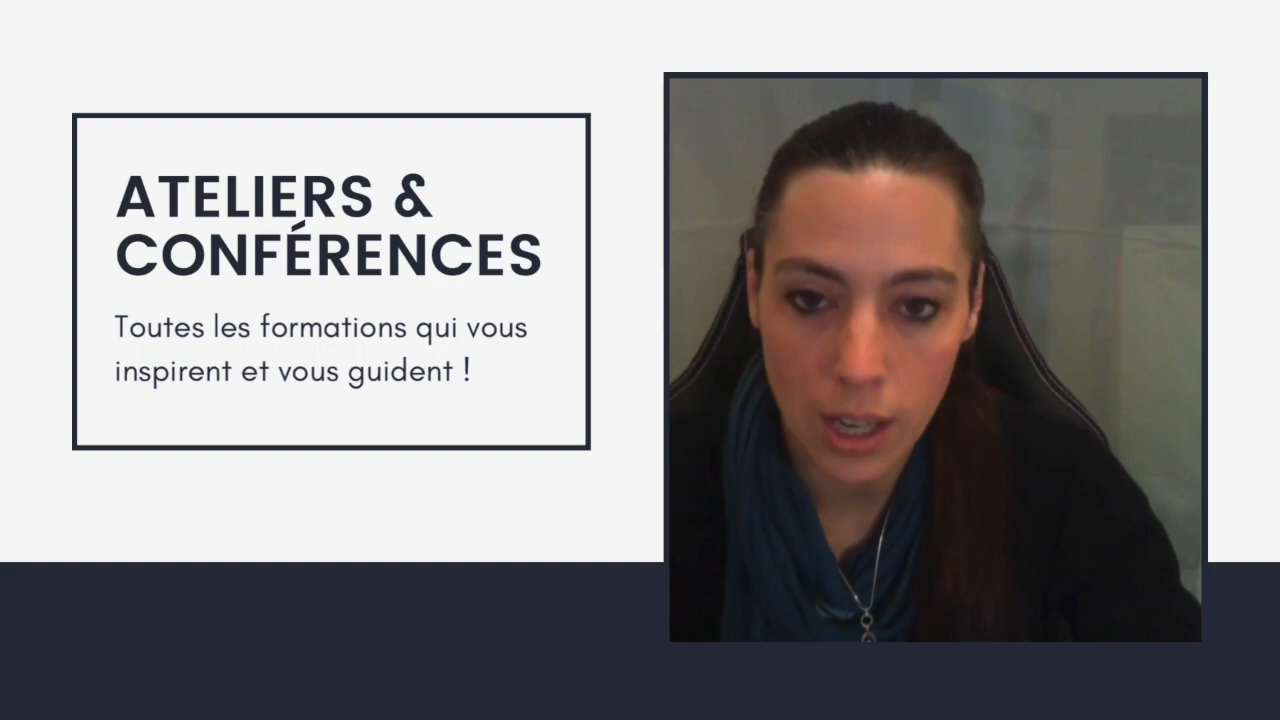 ATELIERS &
CONFÉRENCES
Toutes les formations qui vous
inspirent et vous guident !